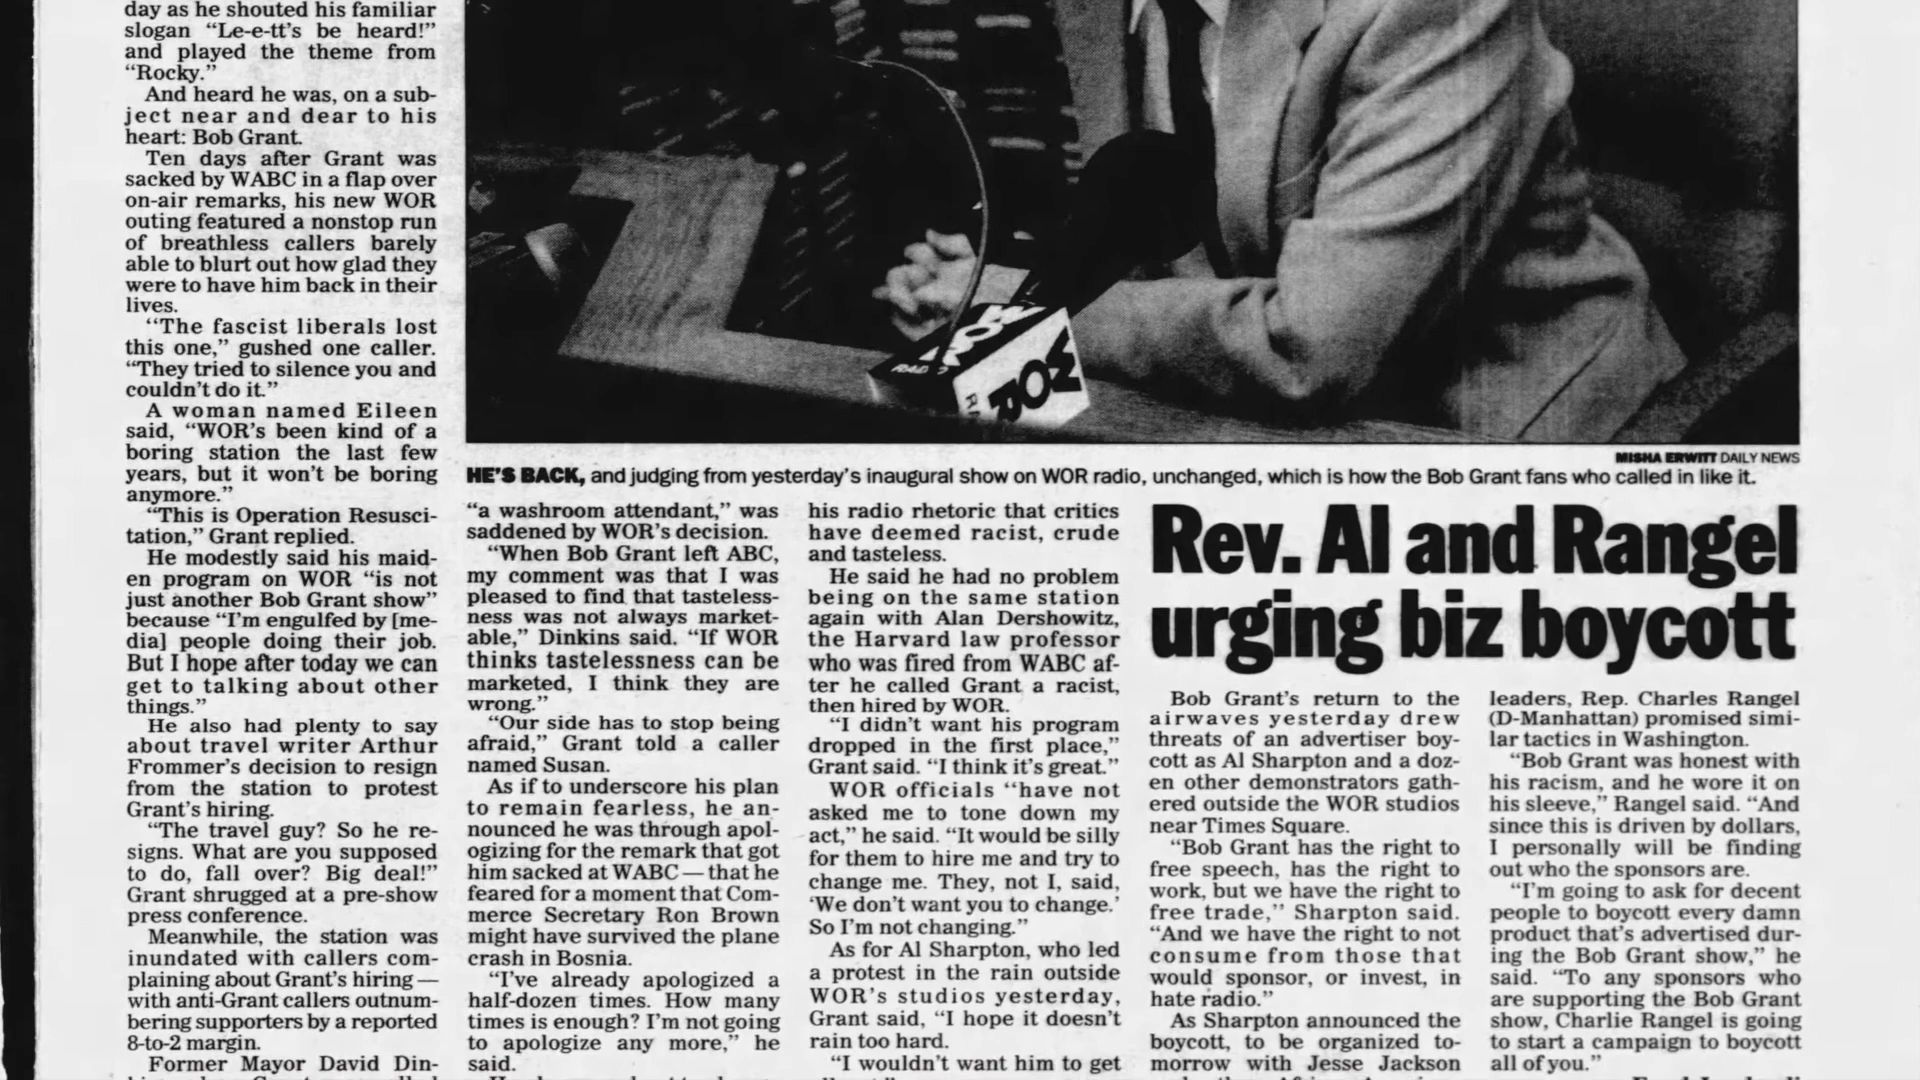 day as he shouted his familiar
slogan “Le-e-tt’s be heard!”
and played the theme from
“Rocky.”
And heard he was, on a sub-
ject near and dear to his
heart: Bob Grant.
Ten days after Grant was
sacked by WABC in a flap over
on-air remarks, his new WOR
outing featured a nonstop run
of breathless callers barely
able to blurt out how glad they
were to have him back in their
lives.
“The fascist liberals lost
this one,” gushed one caller.
“They tried to silence you and
couldn’t do it.”
A woman named Eileen
said, “WOR’s been kind of a
boring station the last few
years, but it won’t be boring
anymore.”
“This is Operation Resusci-
tation,” Grant replied.
He modestly said his maid-
en program on WOR “is not
just another Bob Grant show”
because “I’m engulfed by [me-
dia] people doing their job.
But I hope after today we can
get to talking about other
things.”
He also had plenty to say
about travel writer Arthur
Frommer’s decision to resign
from the station to protest
Grant’s hiring.
“The travel guy? So he re-
signs. What are you supposed
to do, fall over? Big deal!”
Grant shrugged at a pre-show
press conference.
Meanwhile, the station was
inundated with callers com-
plaining about Grant’s hiring —
with anti-Grant callers outnum-
bering supporters by a reported
8-to-2 margin.
Former Mayor David Din-
WOR
RAD
WOR
MISHA ERWITT DAILY NEWS
HE’S BACK, and judging from yesterday’s inaugural show on WOR radio, unchanged, which is how the Bob Grant fans who called in like it.
“a washroom attendant,” was
saddened by WOR’s decision.
“When Bob Grant left ABC,
my comment was that I was
pleased to find that tasteless-
ness was not always market-
able,” Dinkins said. “If WOR
thinks tastelessness can be
marketed, I think they are
wrong.”
“Our side has to stop being
afraid,” Grant told a caller
named Susan.
As if to underscore his plan
to remain fearless, he an-
nounced he was through apol-
ogizing for the remark that got
him sacked at WABC — that he
feared for a moment that Com-
merce Secretary Ron Brown
might have survived the plane
crash in Bosnia.
“I’ve already apologized a
half-dozen times. How many
times is enough? I’m not going
to apologize any more,” he
said.
his radio rhetoric that critics
have deemed racist, crude
and tasteless.
He said he had no problem
being on the same station
again with Alan Dershowitz,
the Harvard law professor
who was fired from WABC af-
ter he called Grant a racist,
then hired by WOR.
“I didn’t want his program
dropped in the first place,”
Grant said. “I think it’s great.”
WOR officials “have not
asked me to tone down my
act,” he said. “It would be silly
for them to hire me and try to
change me. They, not I, said,
‘We don’t want you to change.’
So I’m not changing.”
As for Al Sharpton, who led
a protest in the rain outside
WOR’s studios yesterday,
Grant said, “I hope it doesn’t
rain too hard.
“I wouldn’t want him to get
Rev. Al and Rangel
urging biz boycott
Bob Grant’s return to the
airwaves yesterday drew
threats of an advertiser boy-
cott as Al Sharpton and a doz-
en other demonstrators gath-
ered outside the WOR studios
near Times Square.
“Bob Grant has the right to
free speech, has the right to
work, but we have the right to
free trade,” Sharpton said.
“And we have the right to not
consume from those that
would sponsor, or invest, in
hate radio.”
As Sharpton announced the
boycott, to be organized to-
morrow with Jesse Jackson
leaders, Rep. Charles Rangel
(D-Manhattan) promised simi-
lar tactics in Washington.
“Bob Grant was honest with
his racism, and he wore it on
his sleeve,” Rangel said. “And
since this is driven by dollars,
I personally will be finding
out who the sponsors are.
“I’m going to ask for decent
people to boycott every damn
product that’s advertised dur-
ing the Bob Grant show,” he
said. “To any sponsors who
are supporting the Bob Grant
show, Charlie Rangel is going
to start a campaign to boycott
all of you.”